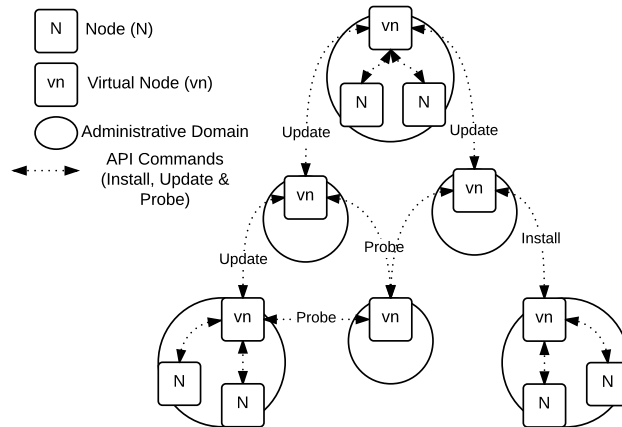 N
Node (N)
vn
Virtual Node (vn)
Administrative Domain
API Commands
(Install, Update &
Probe)
vn
N
N
Update
Update
vn
vn
Probe
Install
Update
vn
Probe
vn
vn
N
N
N
N